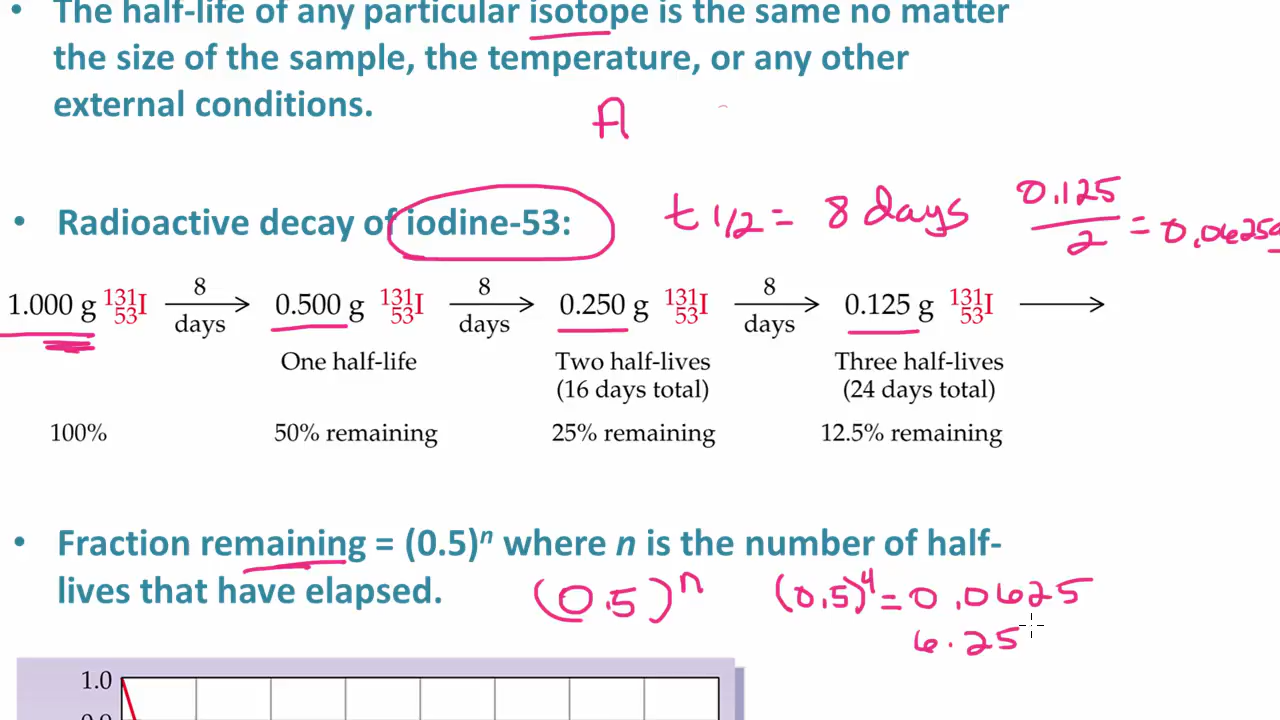 • The half-life of any particular isotope is the same no matter
the size of the sample, the temperature, or any other
external conditions.
A
• Radioactive decay of iodine-53:
t 1/2 = 8 days
0.125
2
= 0.0625g
1.000 g 131 53 I 8 days 0.500 g 131 53 I 8 days 0.250 g 131 53 I 8 days 0.125 g 131 53 I
One half-life Two half-lives Three half-lives
(16 days total) (24 days total)
100% 50% remaining 25% remaining 12.5% remaining
• Fraction remaining = (0.5)ⁿ where n is the number of half-
lives that have elapsed.
(0.5)ⁿ (0.5)⁴ = 0.0625
6.25
1.0